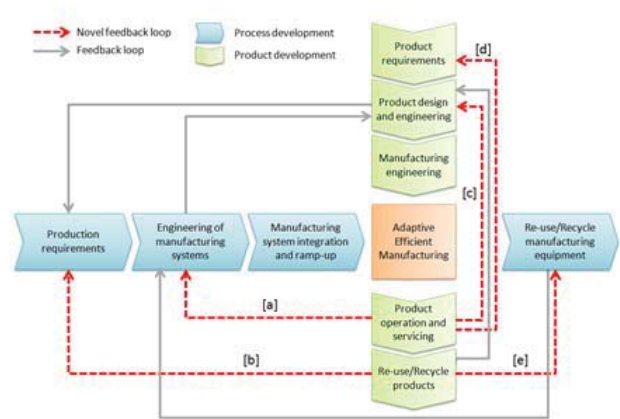 Novel feedback loop
Feedback loop
Process development
Product development
Product
requirements
[d]
Product design
and engineering
[c]
Manufacturing
engineering
Production
requirements
Engineering of
manufacturing
systems
Manufacturing
system integration
and ramp-up
Adaptive
Efficient
Manufacturing
Re-use/Recycle
manufacturing
equipment
[a]
Product
operation and
servicing
[b]
Re-use/Recycle
products
[e]